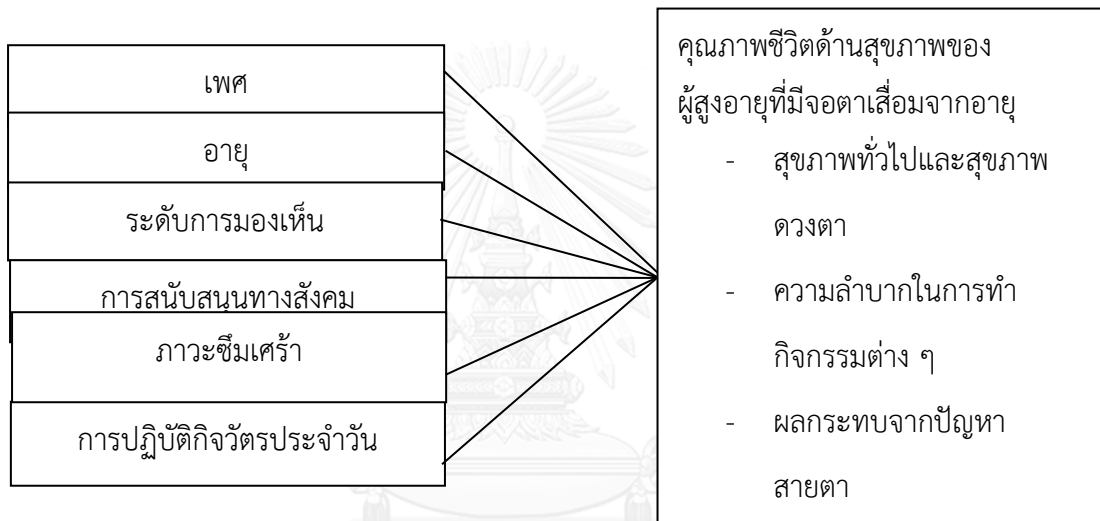 เพศ
อายุ
ระดับการมองเห็น
การสนับสนุนทางสังคม
ภาวะซึมเศร้า
การปฏิบัติกิจวัตรประจำวัน
คุณภาพชีวิตด้านสุขภาพของ
ผู้สูงอายุที่มีจอตาเสื่อมจากอายุ
- สุขภาพทั่วไปและสุขภาพ
ดวงตา
- ความลำบากในการทำ
กิจกรรมต่าง ๆ
- ผลกระทบจากปัญหา
สายตา